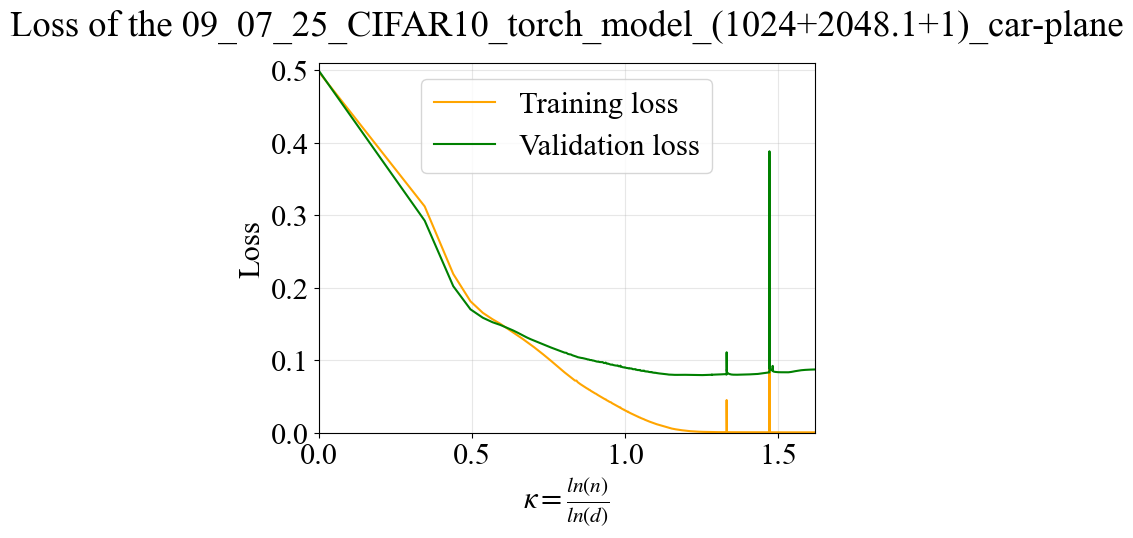 Loss of the 09_07_25_CIFAR10_torch_model_(1024+2048.1+1)_car-plane
0.5
0.4
0.3
0.2
0.1
0.0
Loss
Training loss
Validation loss
0.0 0.5 1.0 1.5
κ = ln(n) / ln(d)